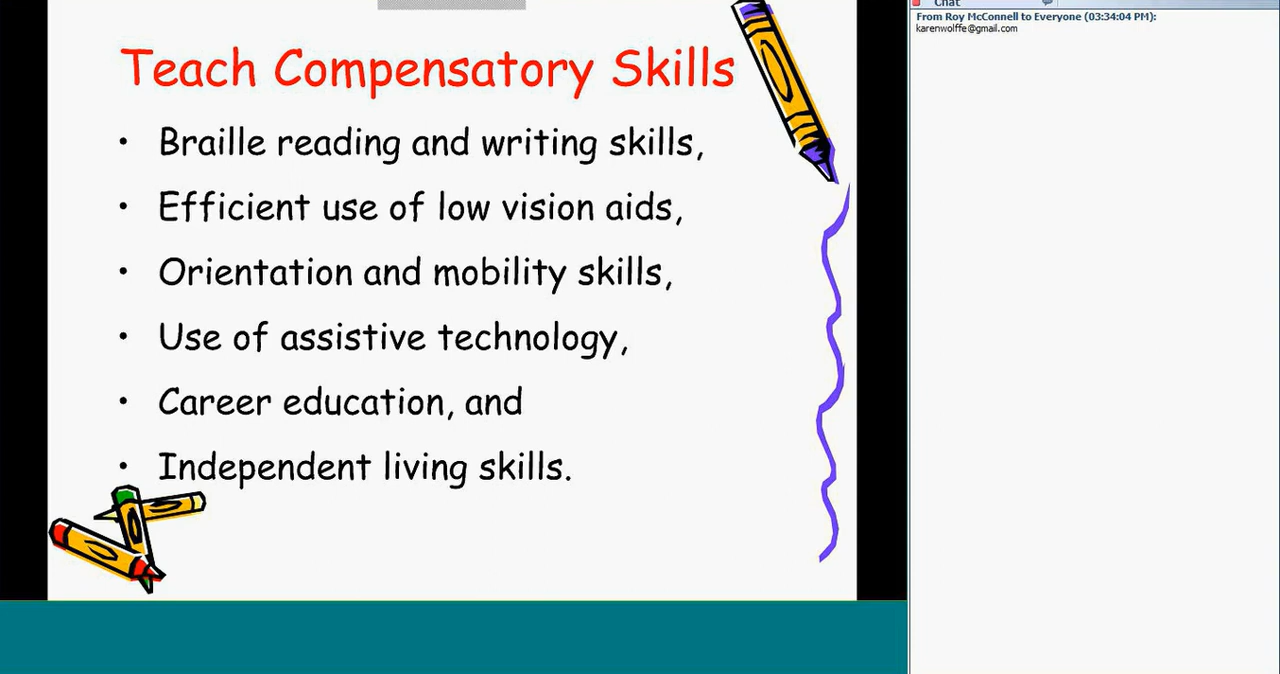 Teach Compensatory Skills
• Braille reading and writing skills,
• Efficient use of low vision aids,
• Orientation and mobility skills,
• Use of assistive technology,
• Career education, and
• Independent living skills.
Chat
From Roy McConnell to Everyone (03:34:04 PM):
karenwolffe@gmail.com